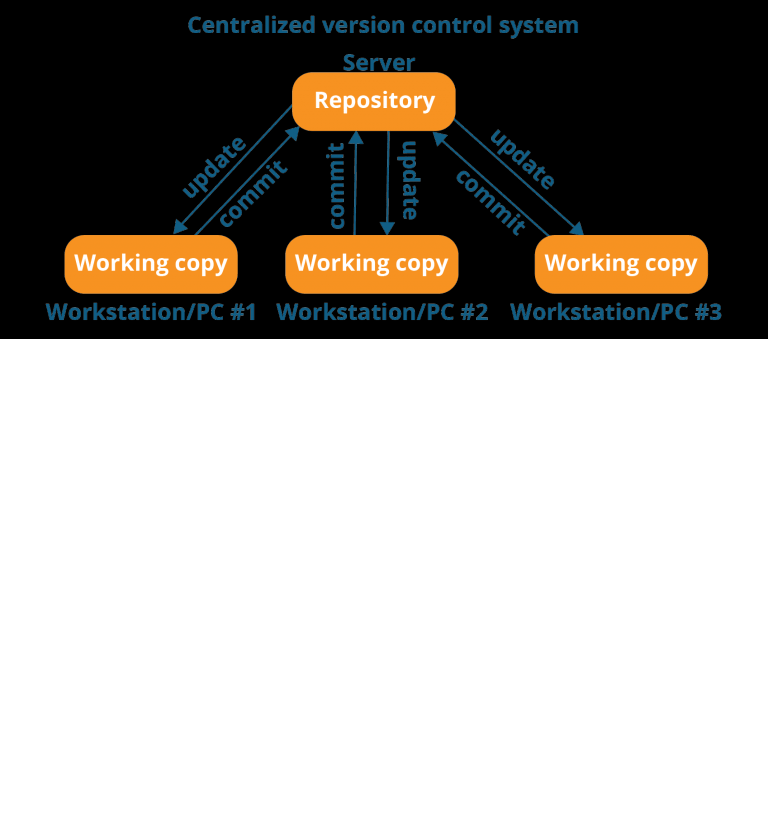 Centralized version control system
Server
Repository
update
commit
commit
update
update
commit
Working copy
Working copy
Working copy
Workstation/PC #1
Workstation/PC #2
Workstation/PC #3